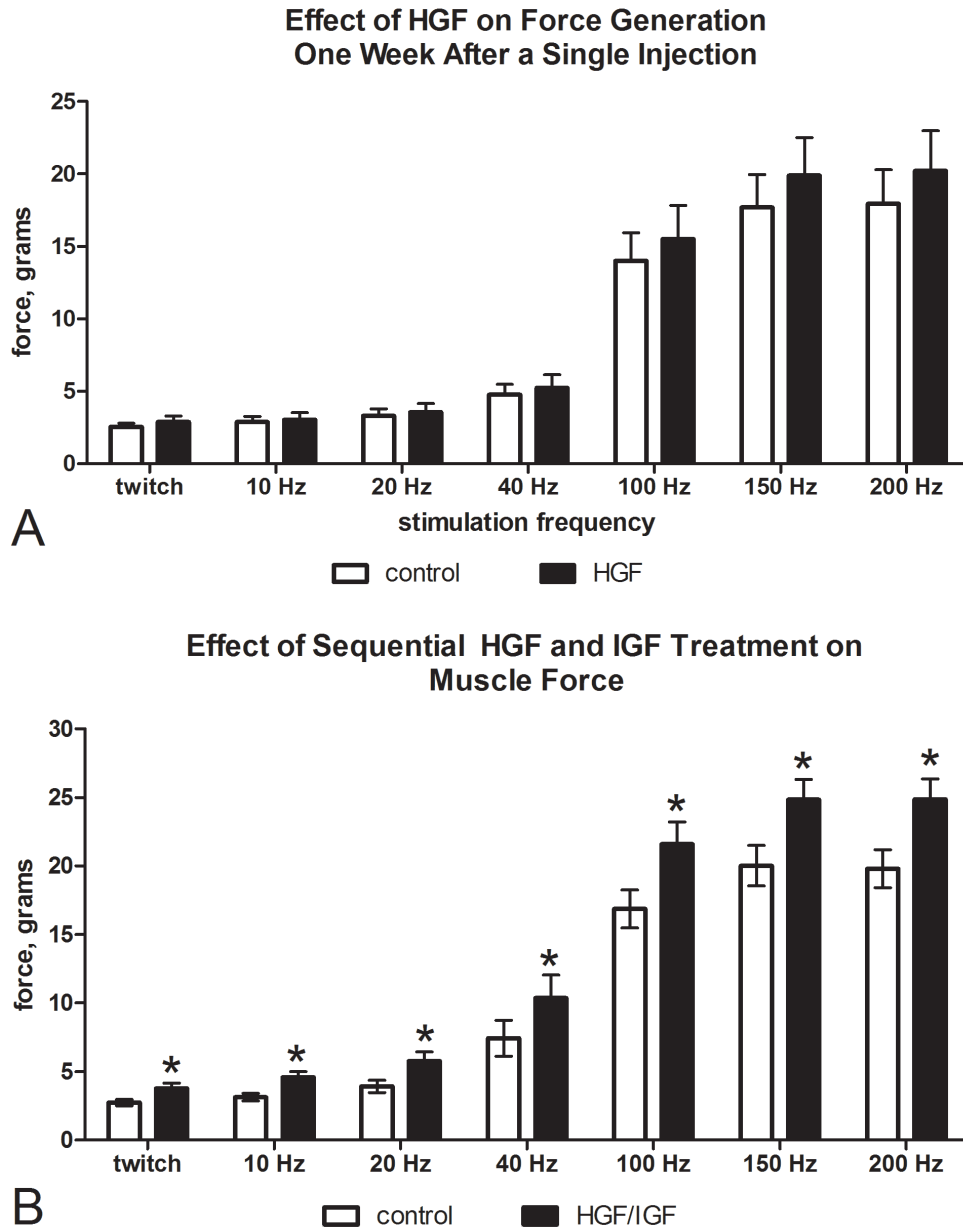 Effect of HGF on Force Generation
One Week After a Single Injection
25
20
15
10
5
0
force, grams
twitch 10 Hz 20 Hz 40 Hz 100 Hz 150 Hz 200 Hz
stimulation frequency
A
control HGF
Effect of Sequential HGF and IGF Treatment on
Muscle Force
30
25
20
15
10
5
0
force, grams
* * * * * * *
twitch 10 Hz 20 Hz 40 Hz 100 Hz 150 Hz 200 Hz
B
control HGF/IGF